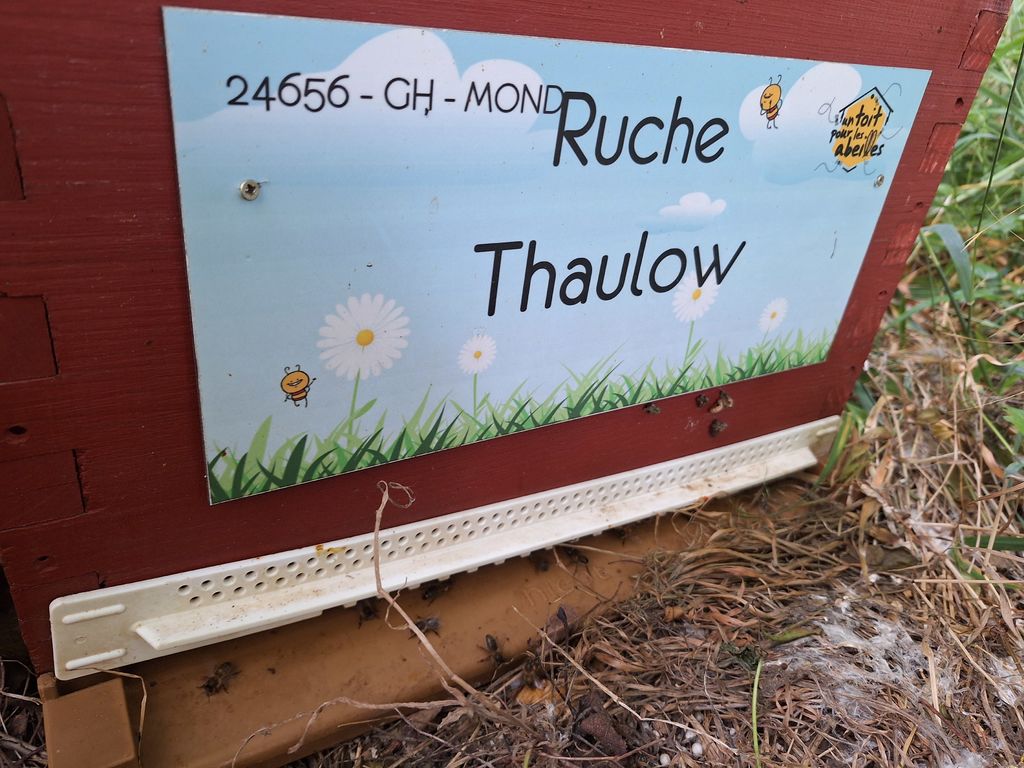 24656 - GH - MOND
Ruche
Thaulow
un toit
pour les
abeilles